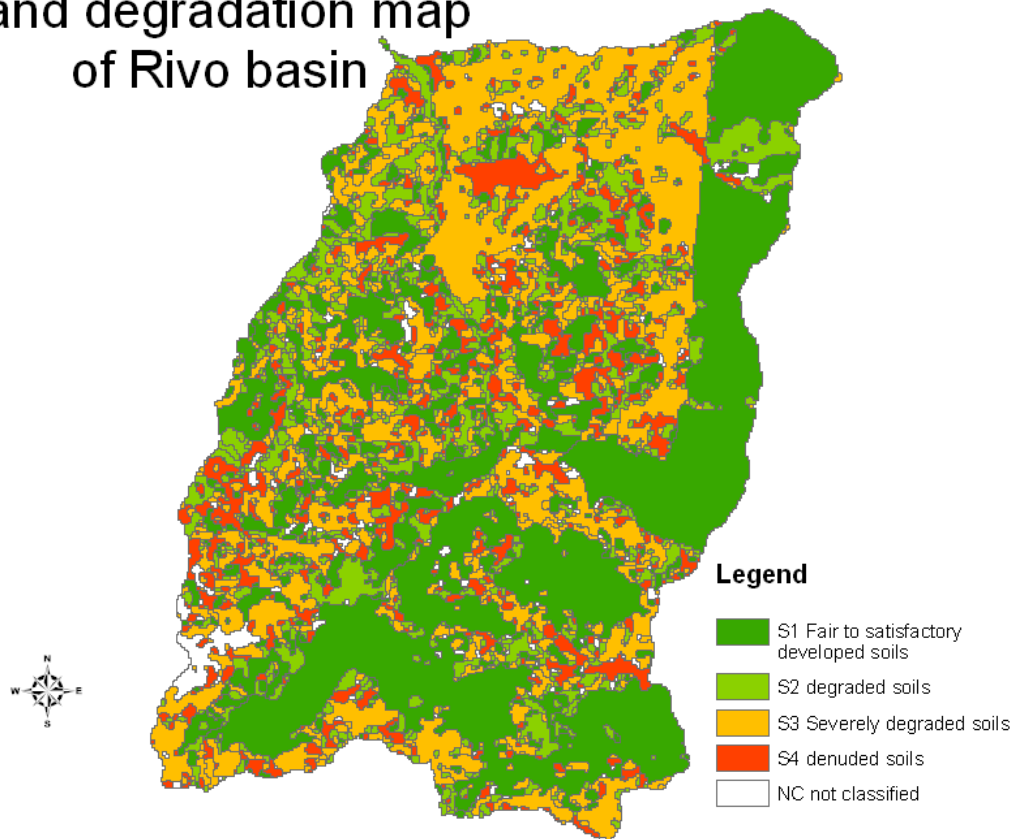 and degradation map
of Rivo basin
Legend
S1 Fair to satisfactory
developed soils
S2 degraded soils
S3 Severely degraded soils
S4 denuded soils
NC not classified
N
W E
S